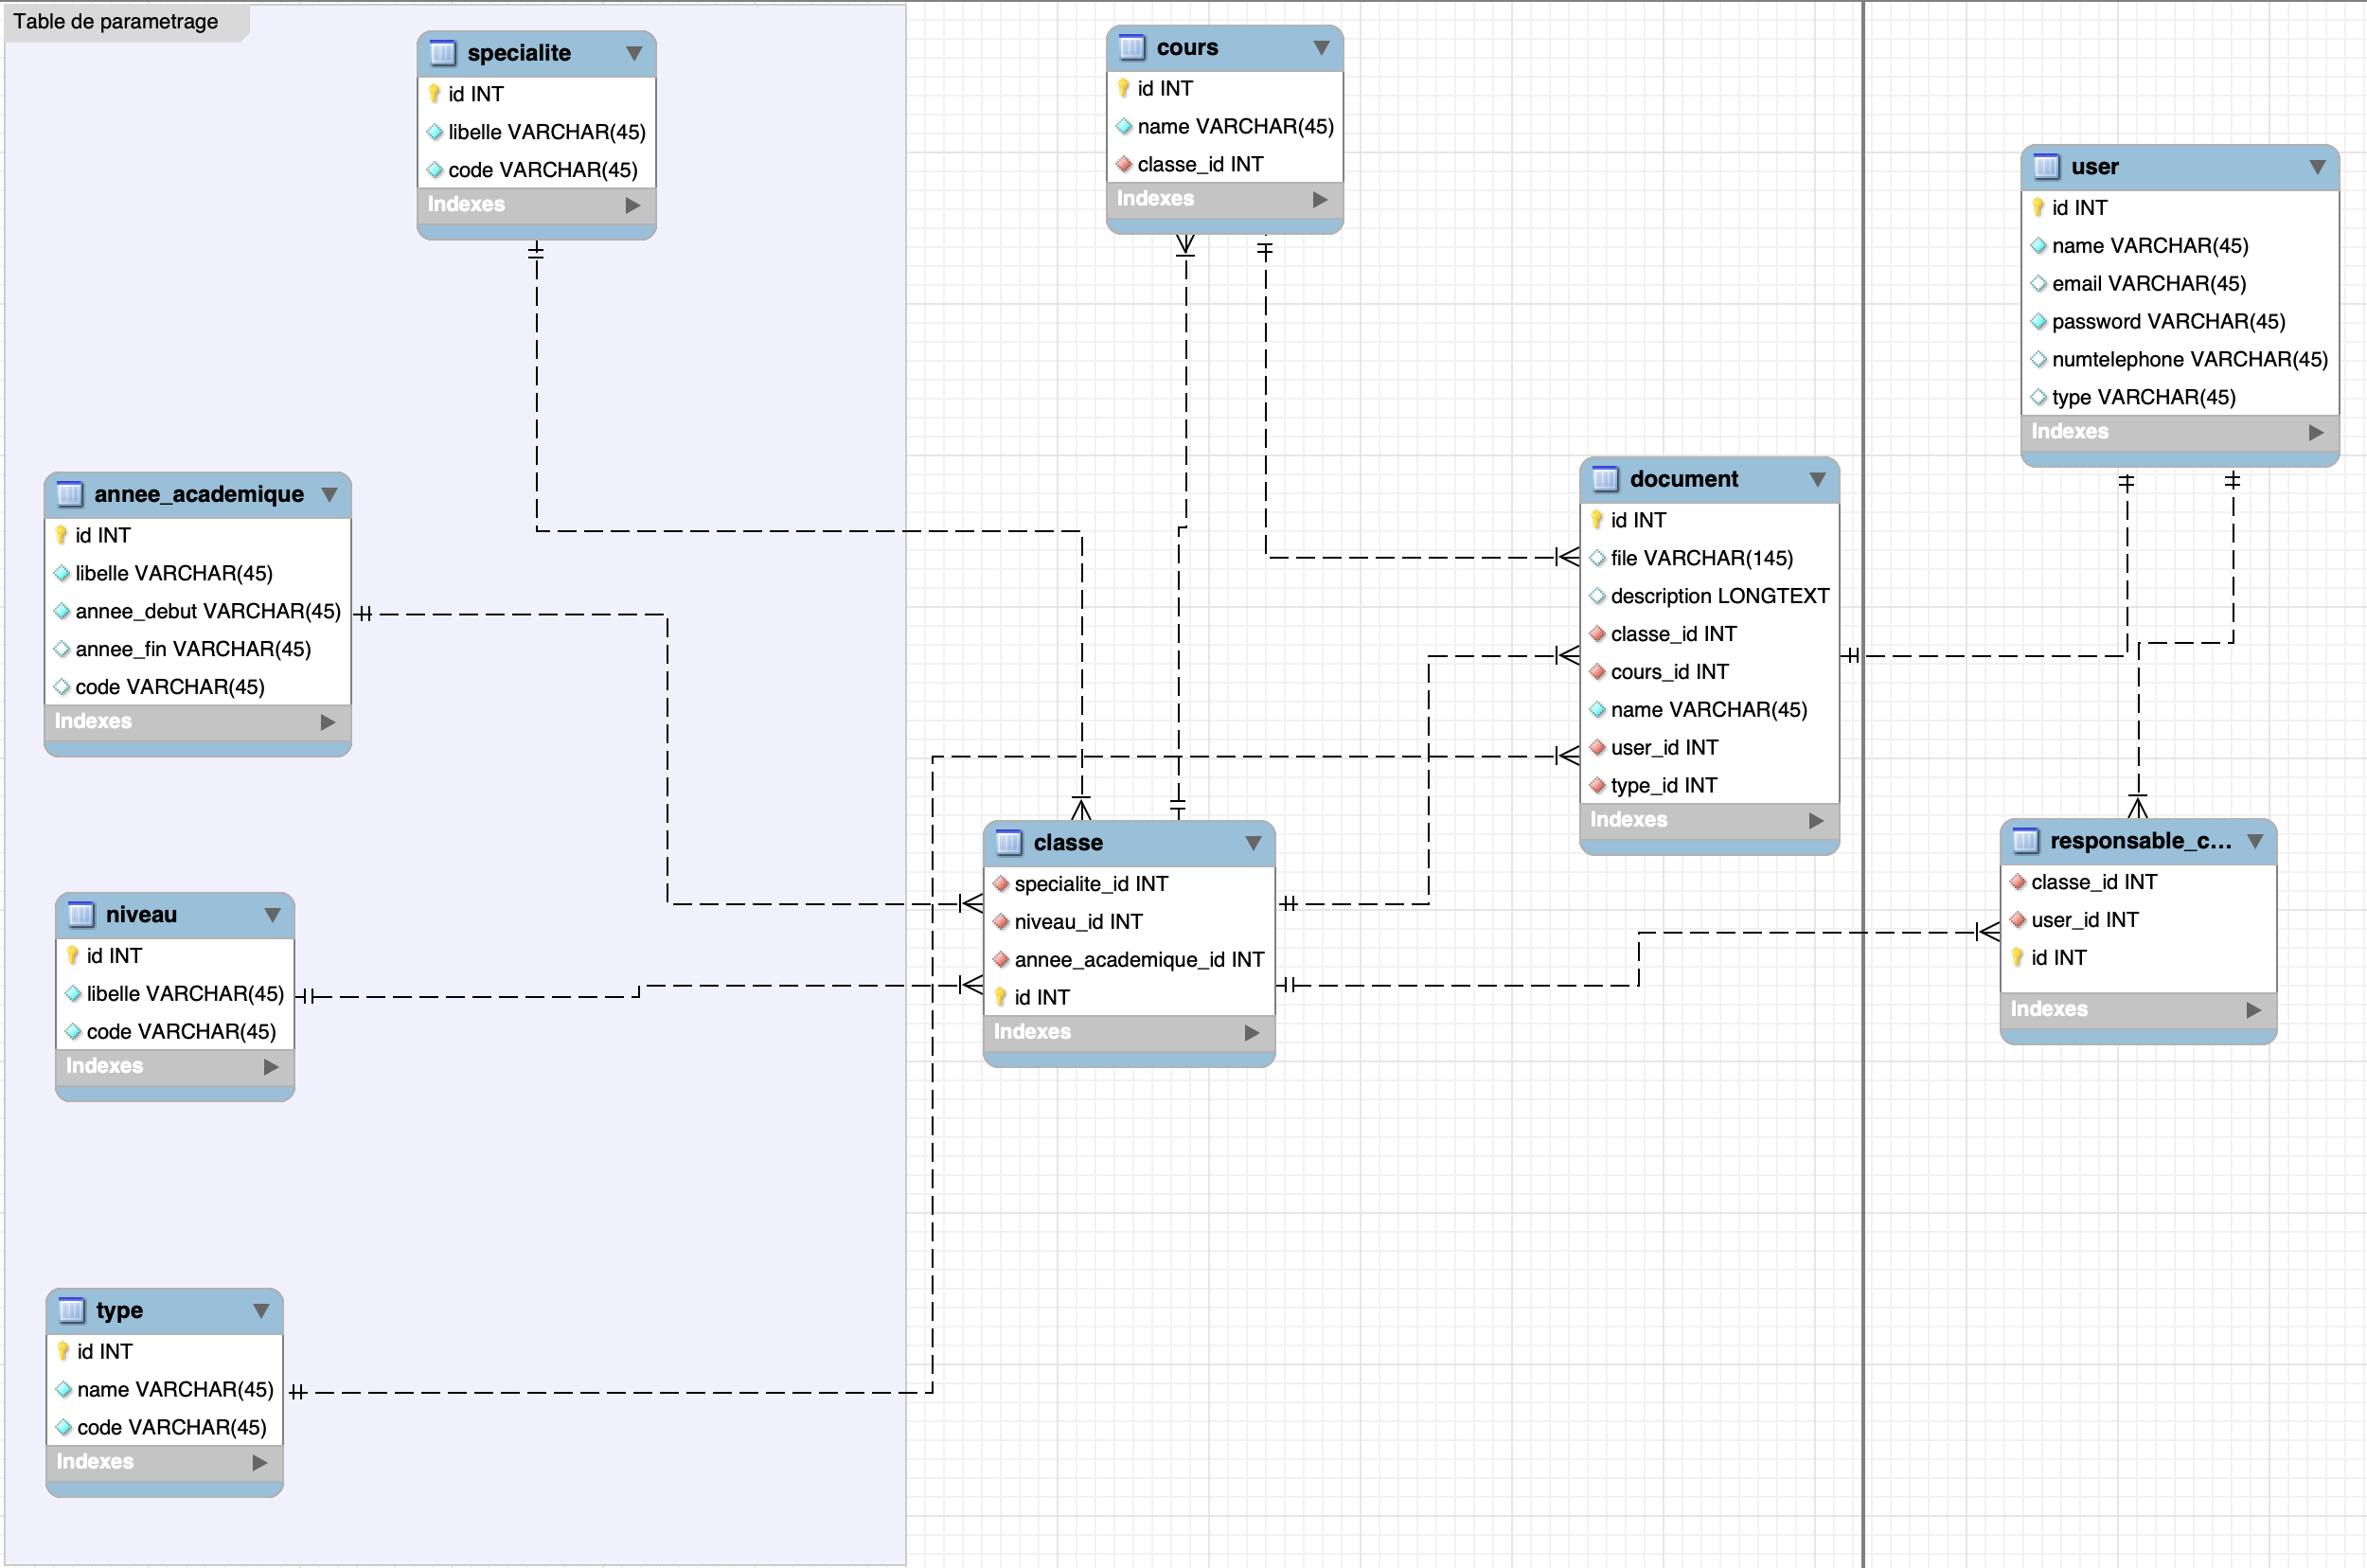 Table de parametrage
specialite
id INT
libelle VARCHAR(45)
code VARCHAR(45)
Indexes
annee_academique
id INT
libelle VARCHAR(45)
annee_debut VARCHAR(45)
annee_fin VARCHAR(45)
code VARCHAR(45)
Indexes
niveau
id INT
libelle VARCHAR(45)
code VARCHAR(45)
Indexes
type
id INT
name VARCHAR(45)
code VARCHAR(45)
Indexes
cours
id INT
name VARCHAR(45)
classe_id INT
Indexes
classe
specialite_id INT
niveau_id INT
annee_academique_id INT
id INT
Indexes
document
id INT
file VARCHAR(145)
description LONGTEXT
classe_id INT
cours_id INT
name VARCHAR(45)
user_id INT
type_id INT
Indexes
user
id INT
name VARCHAR(45)
email VARCHAR(45)
password VARCHAR(45)
numtelephone VARCHAR(45)
type VARCHAR(45)
Indexes
responsable_c...
classe_id INT
user_id INT
id INT
Indexes